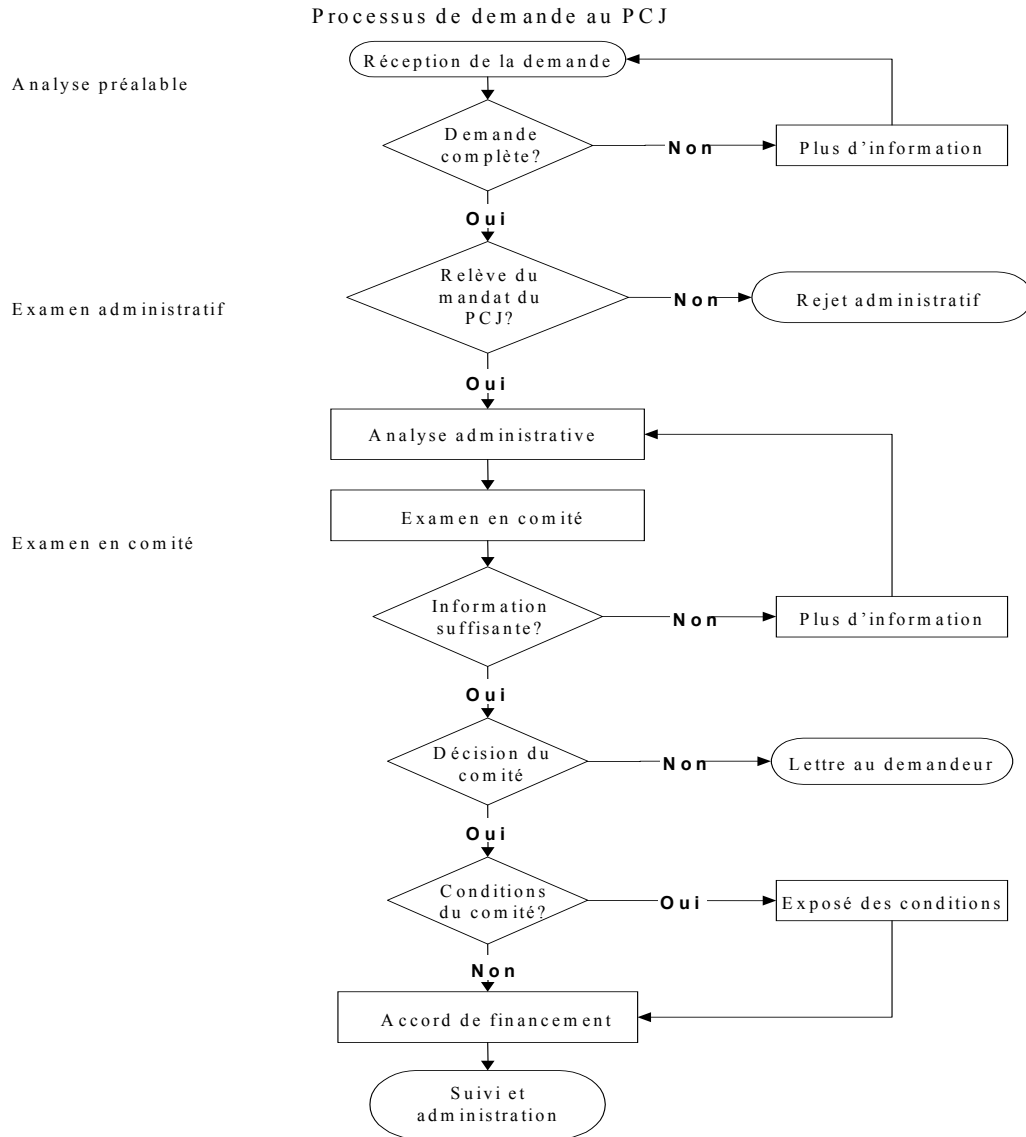 Processus de demande au PCJ
Réception de la demande
Analyse préalable
Demande
complète?
Non
Plus d'information
Oui
Relève du
mandat du
PCJ?
Non
Rejet administratif
Examen administratif
Oui
Analyse administrative
Examen en comité
Examen en comité
Information
suffisante?
Non
Plus d'information
Oui
Décision du
comité
Non
Lettre au demandeur
Oui
Conditions
du comité?
Oui
Exposé des conditions
Non
Accord de financement
Suivi et
administration